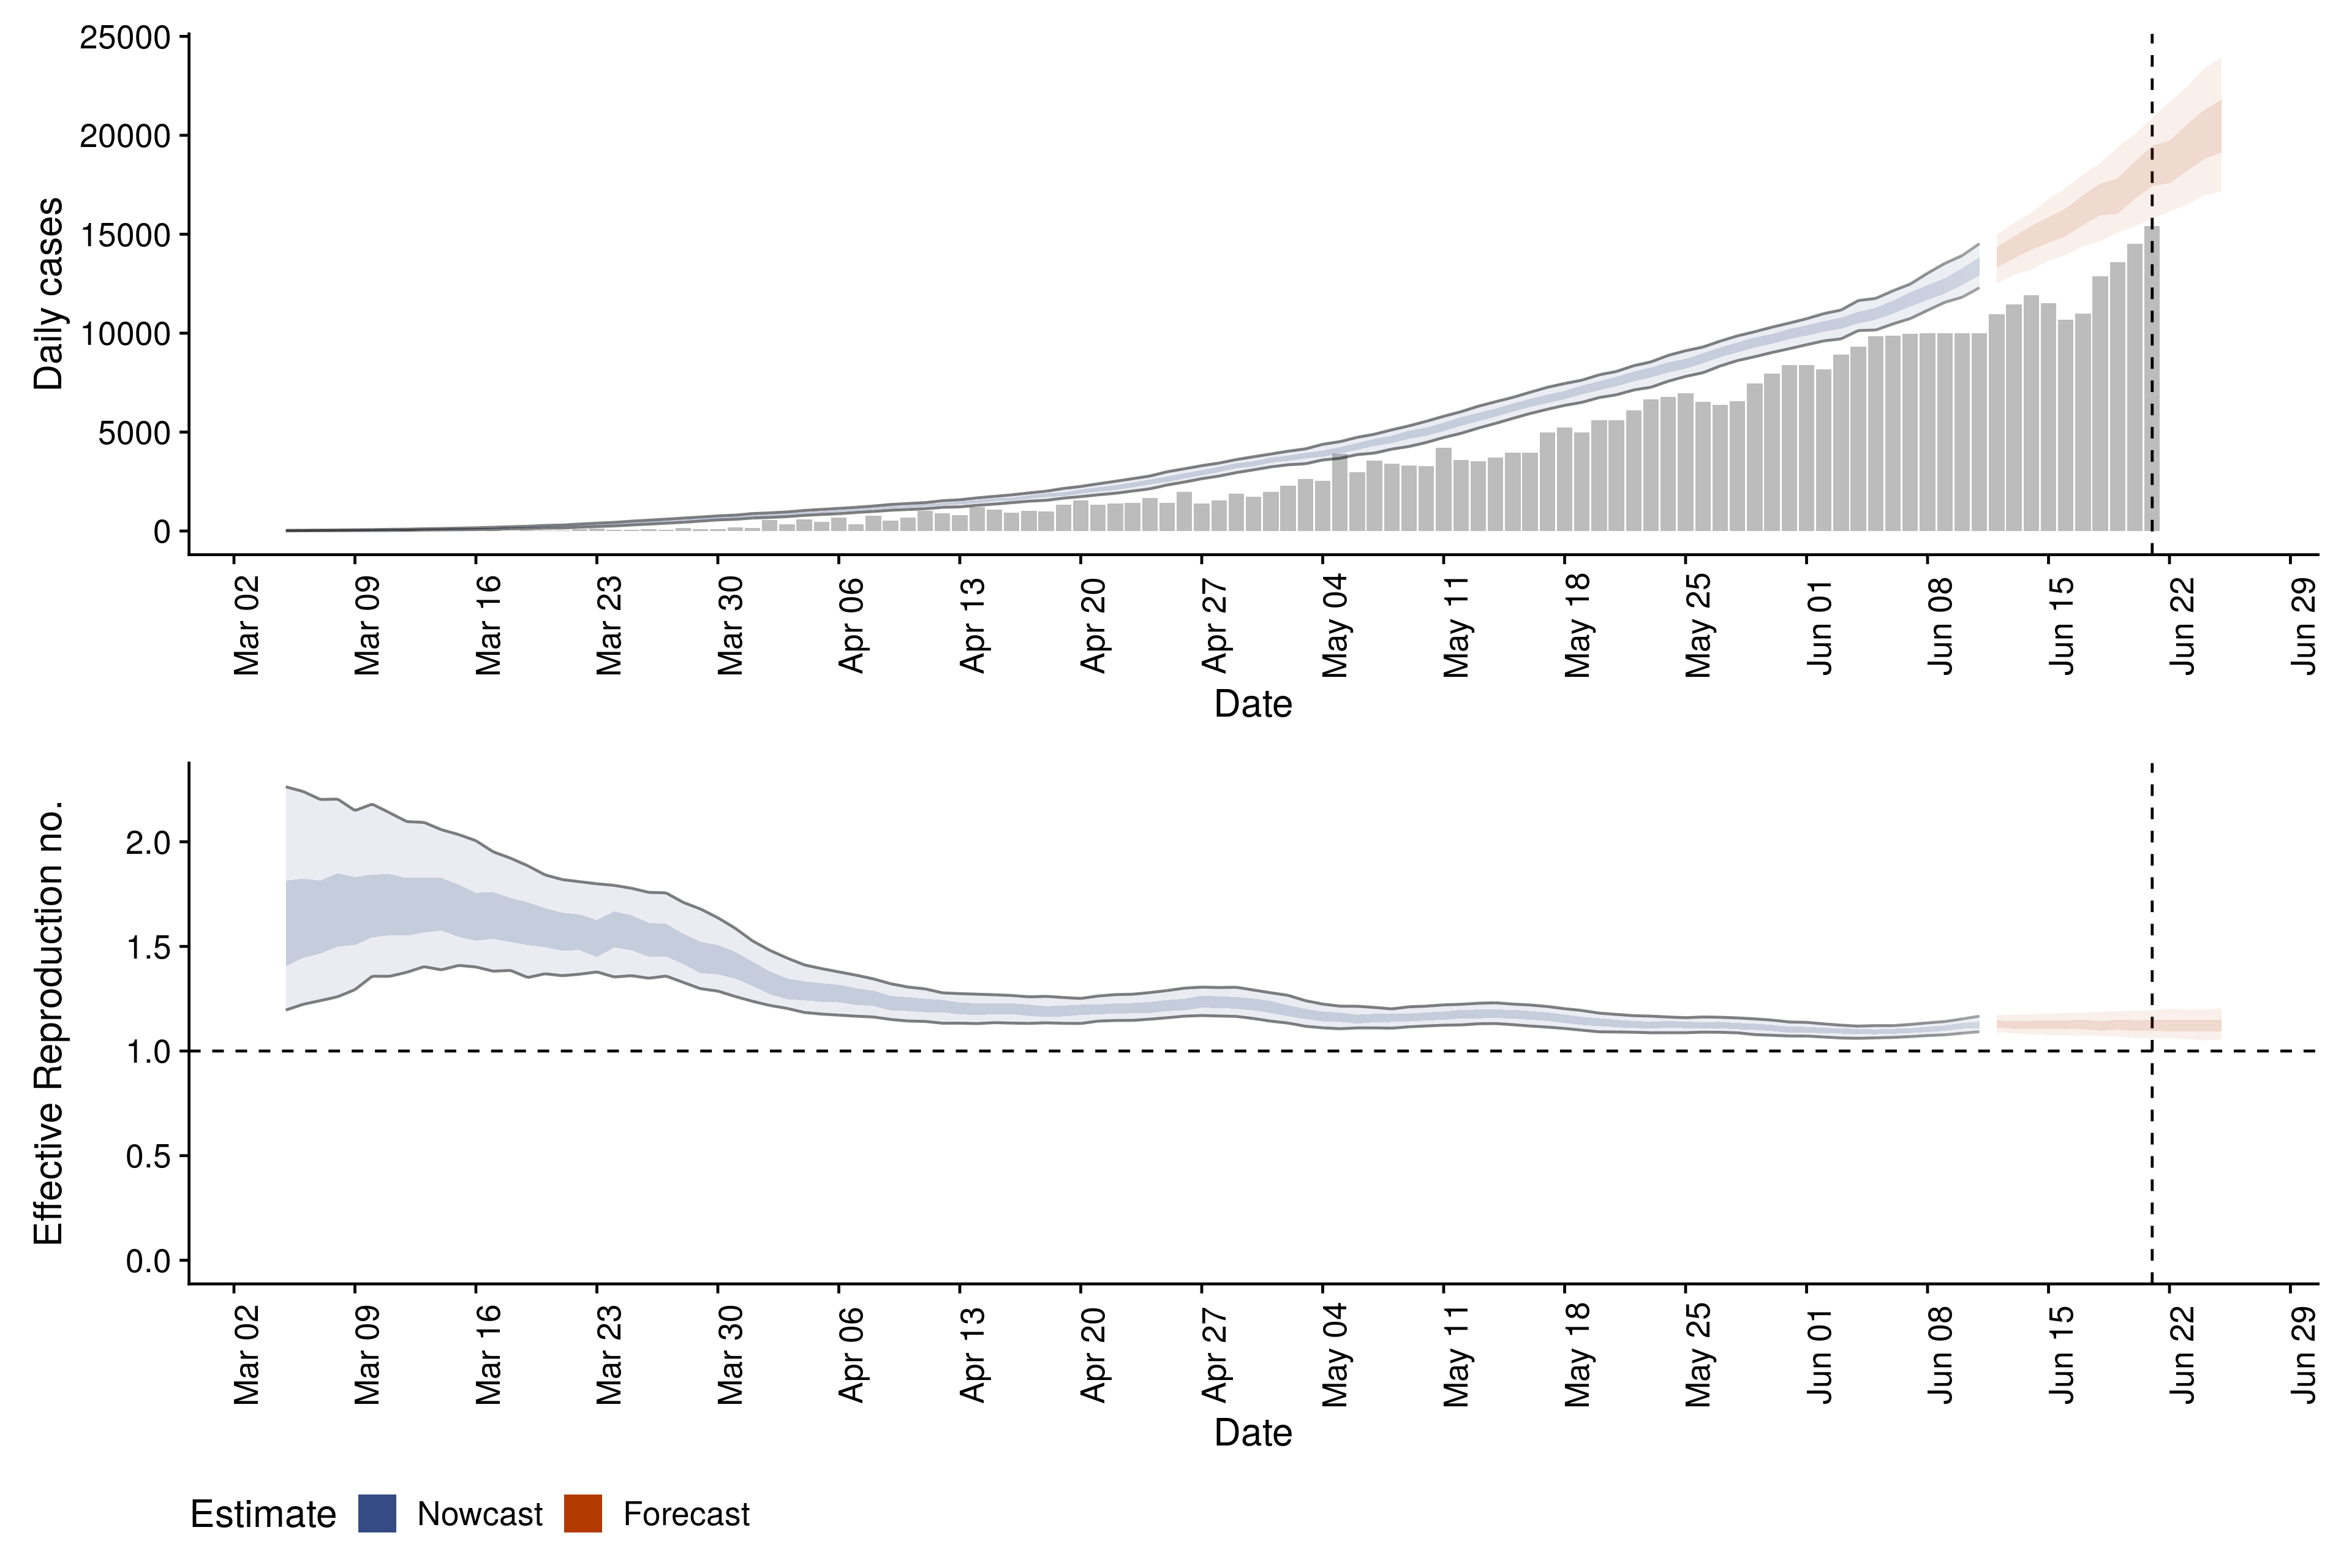 25000
20000
15000
10000
5000
0
Daily cases
Mar 02 Mar 09 Mar 16 Mar 23 Mar 30 Apr 06 Apr 13 Apr 20 Apr 27 May 04 May 11 May 18 May 25 Jun 01 Jun 08 Jun 15 Jun 22 Jun 29
Date
2.0
1.5
1.0
0.5
0.0
Effective Reproduction no.
Mar 02 Mar 09 Mar 16 Mar 23 Mar 30 Apr 06 Apr 13 Apr 20 Apr 27 May 04 May 11 May 18 May 25 Jun 01 Jun 08 Jun 15 Jun 22 Jun 29
Date
Estimate Nowcast Forecast